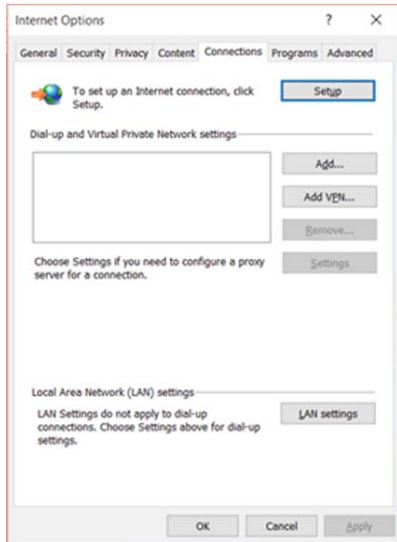 Internet Options ? ×
General Security Privacy Content Connections Programs Advanced
To set up an Internet connection, click
Setup.
Setup
Dial-up and Virtual Private Network settings
Add...
Add VPN...
Remove...
Choose Settings if you need to configure a proxy
server for a connection.
Settings
Local Area Network (LAN) settings
LAN Settings do not apply to dial-up
connections. Choose Settings above for dial-up
settings.
LAN settings
OK Cancel Apply